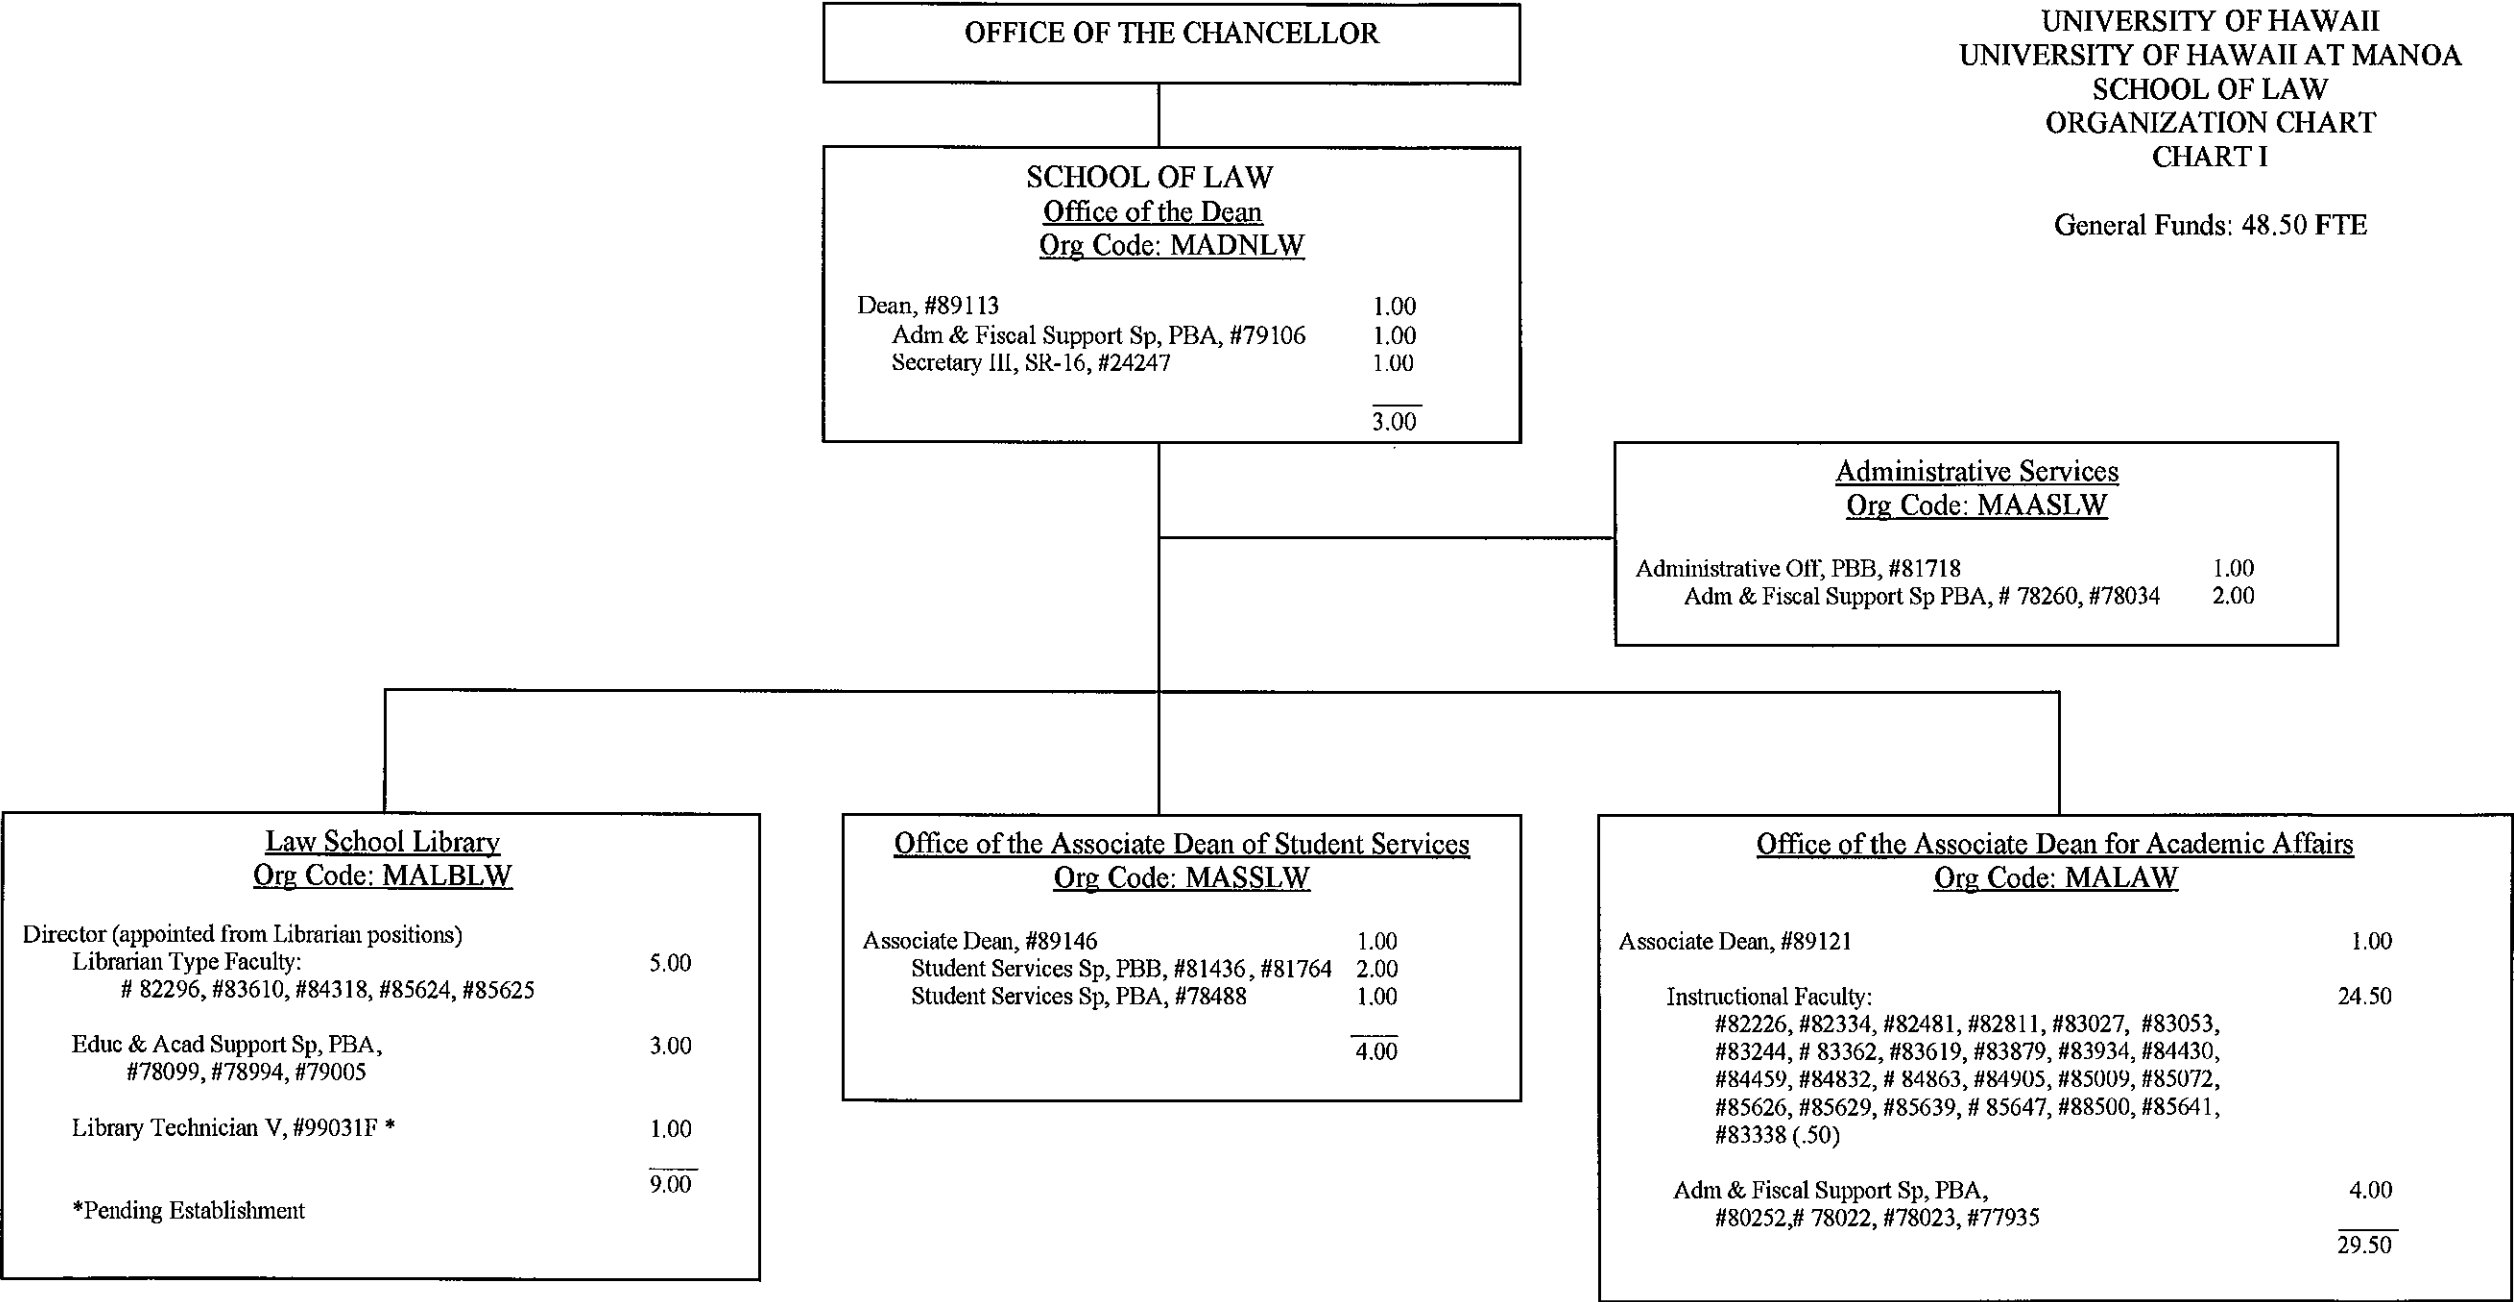 OFFICE OF THE CHANCELLOR
UNIVERSITY OF HAWAII
UNIVERSITY OF HAWAII AT MANOA
SCHOOL OF LAW
ORGANIZATION CHART
CHART I
General Funds: 48.50 FTE
SCHOOL OF LAW
Office of the Dean
Org Code: MADNLW
Dean, #89113 1.00
Adm & Fiscal Support Sp, PBA, #79106 1.00
Secretary III, SR-16, #24247 1.00
3.00
Administrative Services
Org Code: MAASLW
Administrative Off, PBB, #81718 1.00
Adm & Fiscal Support Sp PBA, # 78260, #78034 2.00
Law School Library
Org Code: MALBLW
Director (appointed from Librarian positions)
Librarian Type Faculty: 5.00
# 82296, #83610, #84318, #85624, #85625
Educ & Acad Support Sp, PBA, 3.00
#78099, #78994, #79005
Library Technician V, #99031F * 1.00
9.00
*Pending Establishment
Office of the Associate Dean of Student Services
Org Code: MASSLW
Associate Dean, #89146 1.00
Student Services Sp, PBB, #81436, #81764 2.00
Student Services Sp, PBA, #78488 1.00
4.00
Office of the Associate Dean for Academic Affairs
Org Code: MALAW
Associate Dean, #89121 1.00
Instructional Faculty: 24.50
#82226, #82334, #82481, #82811, #83027, #83053,
#83244, # 83362, #83619, #83879, #83934, #84430,
#84459, #84832, # 84863, #84905, #85009, #85072,
#85626, #85629, #85639, # 85647, #88500, #85641,
#83338 (.50)
Adm & Fiscal Support Sp, PBA, 4.00
#80252,# 78022, #78023, #77935
29.50